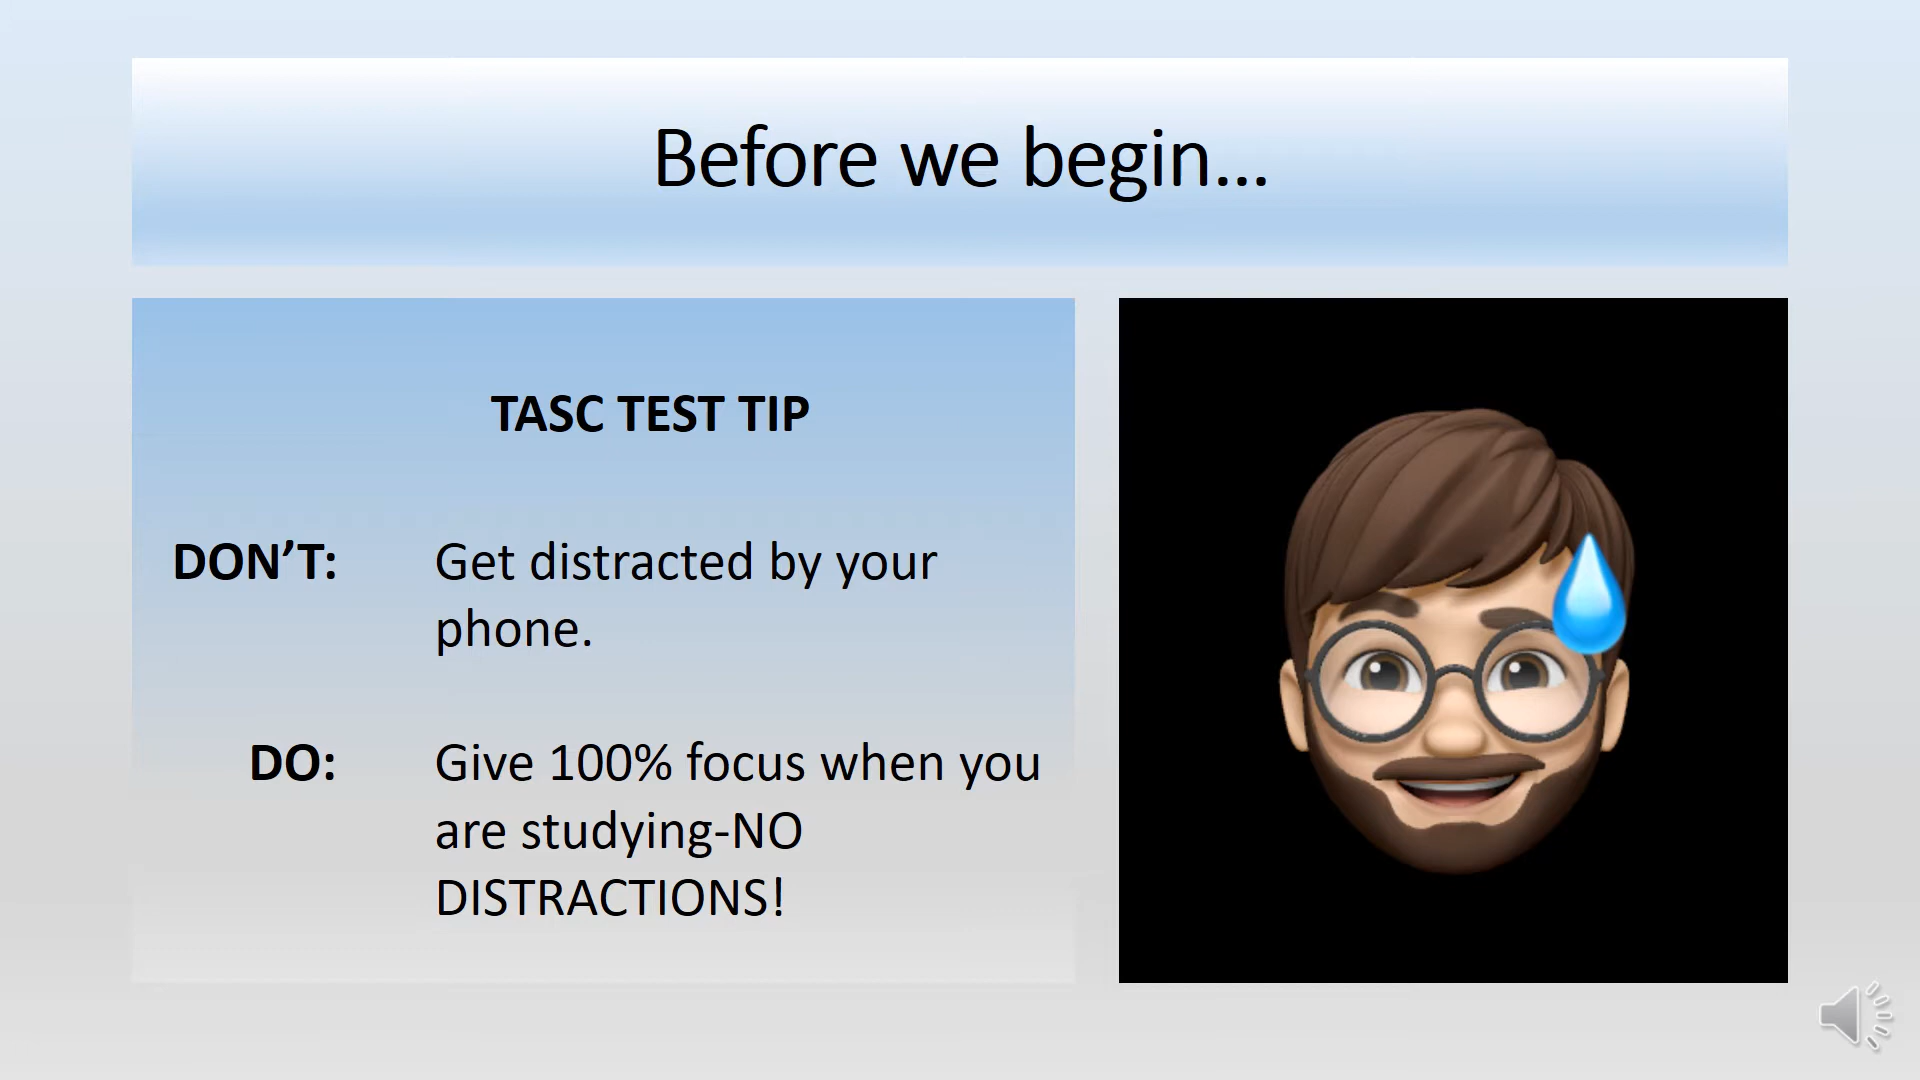 Before we begin...
TASC TEST TIP
DON’T: Get distracted by your
phone.
DO: Give 100% focus when you
are studying-NO
DISTRACTIONS!